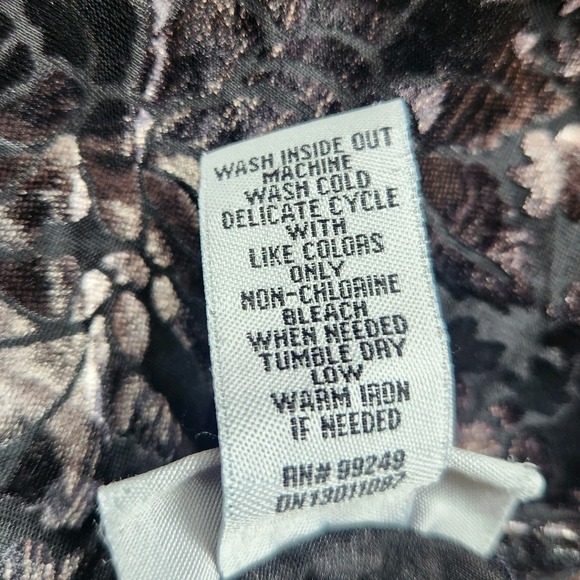 WASH INSIDE OUT
MACHINE
WASH COLD
DELICATE CYCLE
WITH
LIKE COLORS
ONLY
NON-CHLORINE
BLEACH
WHEN NEEDED
TUMBLE DRY
LOW
WARM IRON
IF NEEDED
RN# 99249
DN13D11087